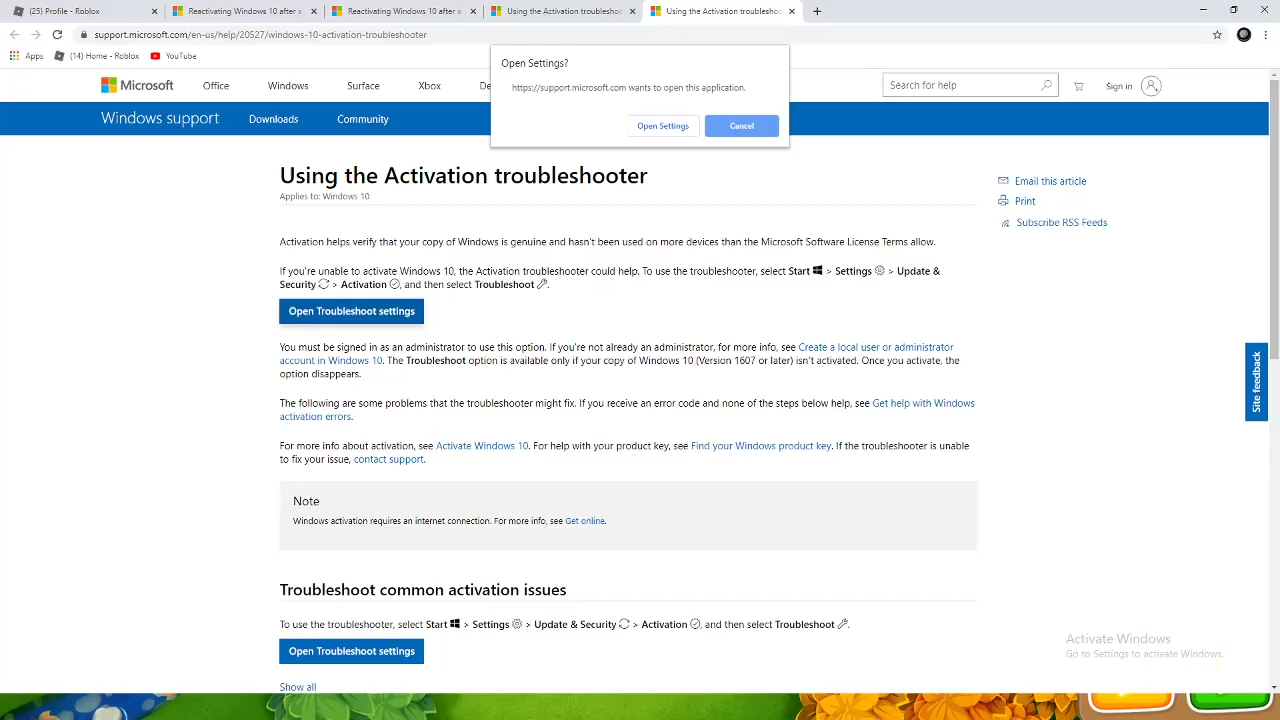 (25) Profile - Roblox
Reactivating Windows 10 after a
Reactivating Windows 10 after a
Using the Activation troubleshoo
Using the Activation troubleshoo
support.microsoft.com/en-us/help/20527/windows-10-activation-troubleshooter
Apps
(14) Home - Roblox
YouTube
Open Settings?
https://support.microsoft.com wants to open this application.
Open Settings
Cancel
Microsoft
Office
Windows
Surface
Xbox
De
Search for help
Sign in
Windows support
Downloads
Community
Using the Activation troubleshooter
Applies to: Windows 10
Email this article
Print
Subscribe RSS Feeds
Activation helps verify that your copy of Windows is genuine and hasn't been used on more devices than the Microsoft Software License Terms allow.
If you're unable to activate Windows 10, the Activation troubleshooter could help. To use the troubleshooter, select Start > Settings > Update &
Security > Activation , and then select Troubleshoot .
Open Troubleshoot settings
You must be signed in as an administrator to use this option. If you're not already an administrator, for more info, see Create a local user or administrator
account in Windows 10. The Troubleshoot option is available only if your copy of Windows 10 (Version 1607 or later) isn't activated. Once you activate, the
option disappears.
The following are some problems that the troubleshooter might fix. If you receive an error code and none of the steps below help, see Get help with Windows
activation errors.
For more info about activation, see Activate Windows 10. For help with your product key, see Find your Windows product key. If the troubleshooter is unable
to fix your issue, contact support.
Site feedback
Note
Windows activation requires an internet connection. For more info, see Get online.
Troubleshoot common activation issues
To use the troubleshooter, select Start > Settings > Update & Security > Activation , and then select Troubleshoot .
Open Troubleshoot settings
Show all
Activate Windows
Go to Settings to activate Windows.